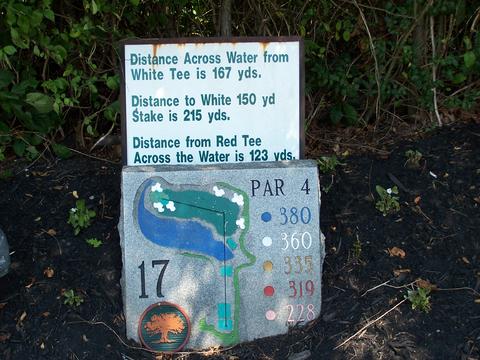 Distance Across Water from
White Tee is 167 yds.
Distance to White 150 yd
Stake is 215 yds.
Distance from Red Tee
Across the Water is 123 yds.
PAR 4
380
360
335
319
228
17